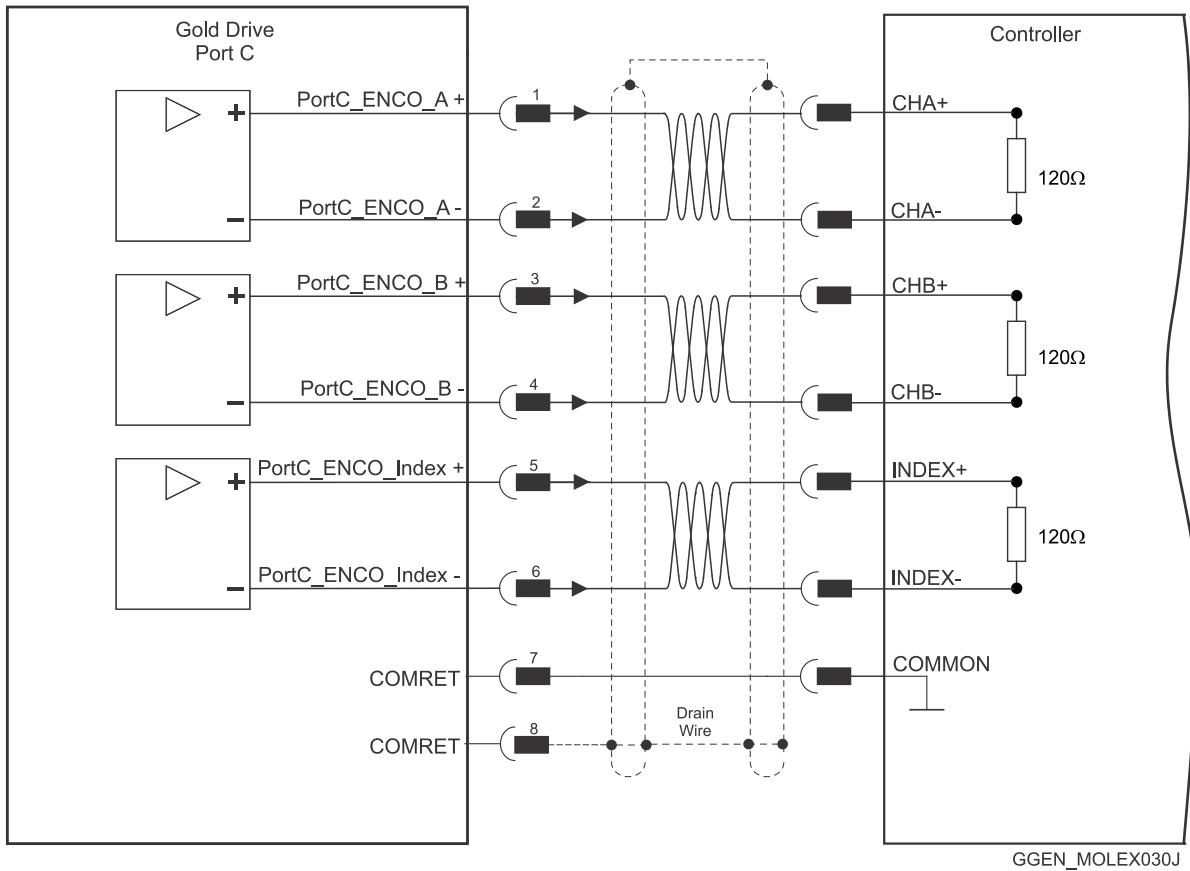 Gold Drive
Port C
Controller
PortC_ENCO_A +
1
CHA+
120Ω
PortC_ENCO_A -
2
CHA-
PortC_ENCO_B +
3
CHB+
120Ω
PortC_ENCO_B -
4
CHB-
PortC_ENCO_Index +
5
INDEX+
120Ω
PortC_ENCO_Index -
6
INDEX-
COMRET
7
COMMON
COMRET
8
Drain
Wire
GGEN_MOLEX030J